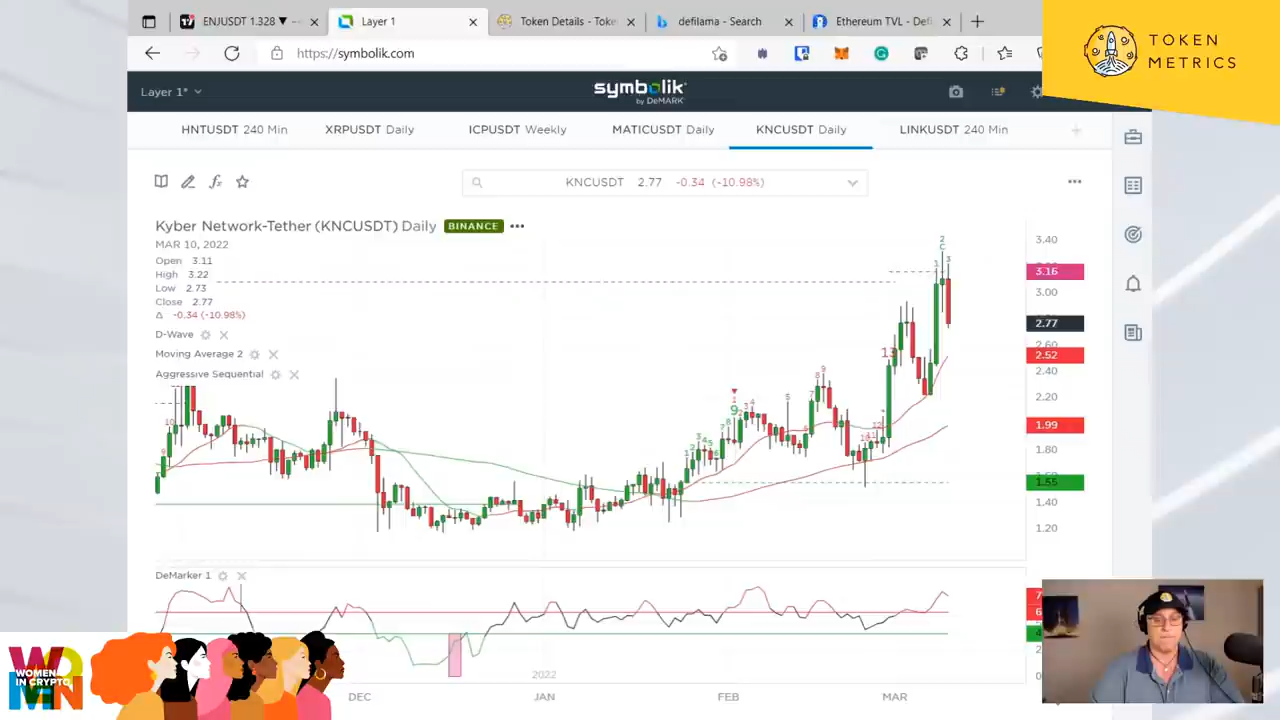 ENJUSDT 1.328 ▼
Layer 1
Token Details - Toke
defilama - Search
Ethereum TVL - Defi
https://symbolik.com
TOKEN
METRICS
Layer 1*
symbolik
by DeMARK
HNTUSDT 240 Min
XRPUSDT Daily
ICPUSDT Weekly
MATICUSDT Daily
KNCUSDT Daily
LINKUSDT 240 Min
KNCUSDT 2.77 -0.34 (-10.98%)
Kyber Network-Tether (KNCUSDT) Daily BINANCE
MAR 10, 2022
Open 3.11
High 3.22
Low 2.73
Close 2.77
Δ -0.34 (-10.98%)
D-Wave
Moving Average 2
Aggressive Sequential
3.40
3.16
3.00
2.77
2.60
2.52
2.40
2.20
1.99
1.80
1.55
1.40
1.20
DeMarker 1
2022
DEC
JAN
FEB
MAR
WOMEN
WOMEN
IN CRYPTO